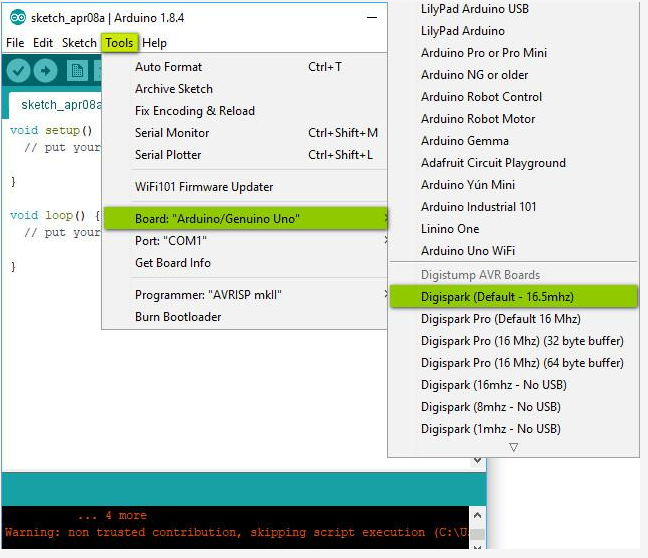 sketch_apr08a | Arduino 1.8.4
File Edit Sketch Tools Help
sketch_apr08a
void setup()
// put your
}
void loop() {
// put your
}
Auto Format Ctrl+T
Archive Sketch
Fix Encoding & Reload
Serial Monitor Ctrl+Shift+M
Serial Plotter Ctrl+Shift+L
WiFi101 Firmware Updater
Board: "Arduino/Genuino Uno"
Port: "COM1"
Get Board Info
Programmer: "AVRISP mkII"
Burn Bootloader
LilyPad Arduino USB
LilyPad Arduino
Arduino Pro or Pro Mini
Arduino NG or older
Arduino Robot Control
Arduino Robot Motor
Arduino Gemma
Adafruit Circuit Playground
Arduino Yún Mini
Arduino Industrial 101
Linino One
Arduino Uno WiFi
Digistump AVR Boards
Digispark (Default - 16.5mhz)
Digispark Pro (Default 16 Mhz)
Digispark Pro (16 Mhz) (32 byte buffer)
Digispark Pro (16 Mhz) (64 byte buffer)
Digispark (16mhz - No USB)
Digispark (8mhz - No USB)
Digispark (1mhz - No USB)
... 4 more
Warning: non trusted contribution, skipping script execution (C:\U